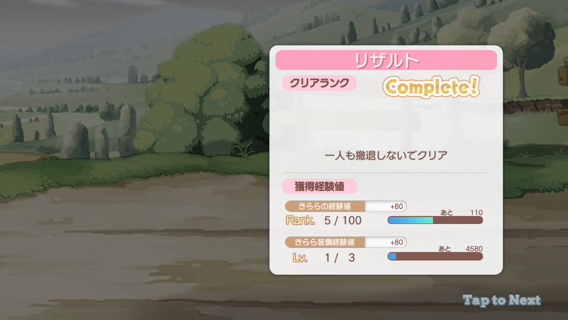 リザルト
クリアランク
Complete!
一人も撤退しないでクリア
獲得経験値
きららの経験値 +80
Rank. 5 / 100 あと 110
きらら装備経験値 +80
Lv. 1 / 3 あと 4580
Tap to Next